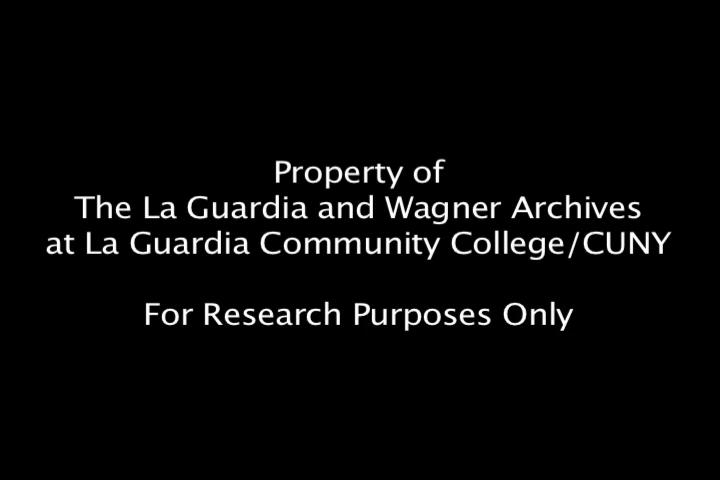 Property of
The La Guardia and Wagner Archives
at La Guardia Community College/CUNY
For Research Purposes Only